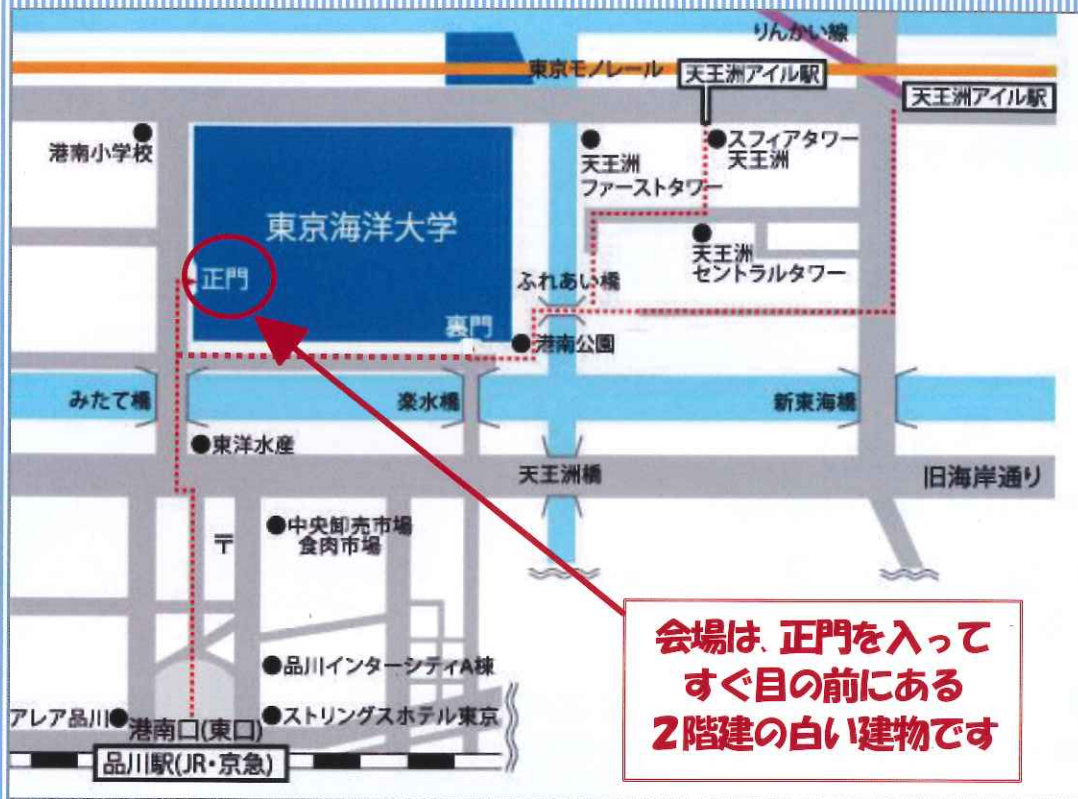 りんかい線
東京モノレール
天王洲アイル駅
天王洲アイル駅
港南小学校
天王洲
ファーストタワー
スフィアタワー
天王洲
東京海洋大学
天王洲
セントラルタワー
正門
ふれあい橋
裏門
港南公園
みたて橋
楽水橋
新東海橋
東洋水産
天王洲橋
旧海岸通り
〒
中央卸売市場
食肉市場
品川インターシティA棟
アレア品川
港南口(東口)
ストリングスホテル東京
品川駅(JR・京急)
会場は、正門を入って
すぐ目の前にある
2階建の白い建物です